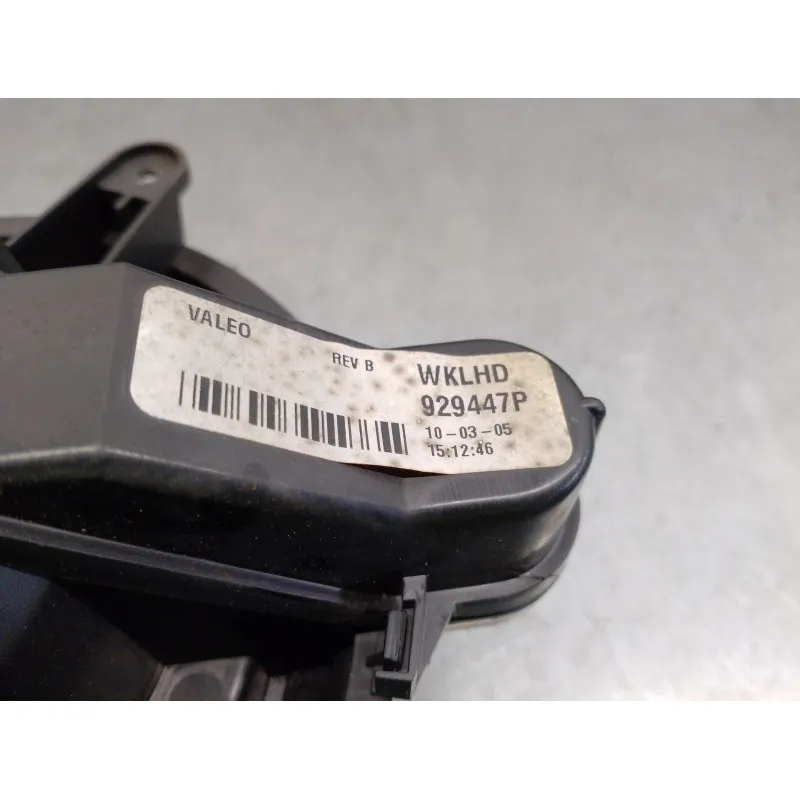 VALEO
REV B
WKLHD
929447P
10-03-05
15:12:46